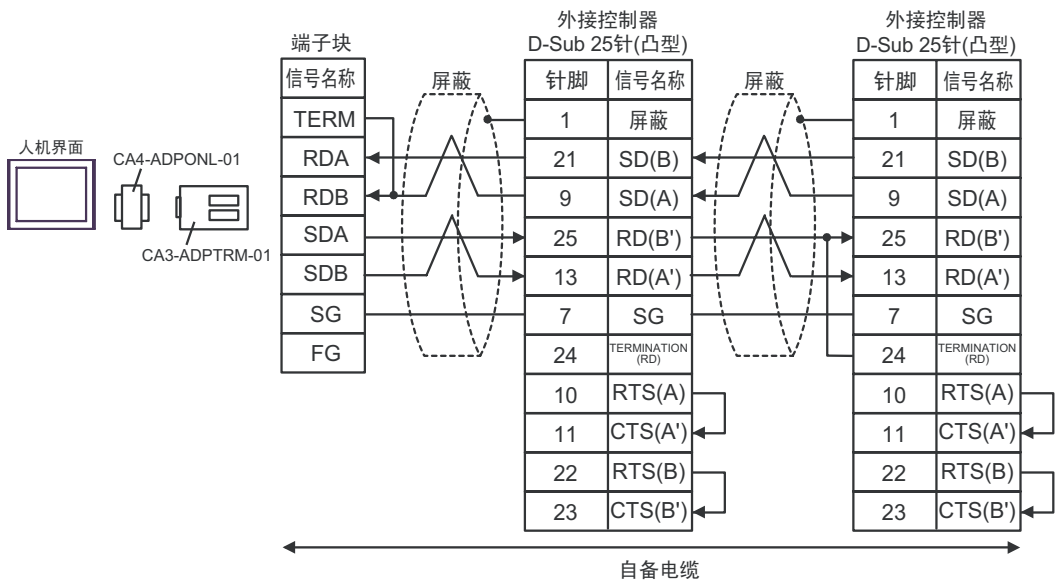 外接控制器
D-Sub 25针(凸型)
外接控制器
D-Sub 25针(凸型)
端子块
信号名称
屏蔽
针脚 信号名称
屏蔽
针脚 信号名称
TERM
1 屏蔽
1 屏蔽
人机界面
CA4-ADPONL-01
CA3-ADPTRM-01
RDA
21 SD(B)
21 SD(B)
RDB
9 SD(A)
9 SD(A)
SDA
25 RD(B')
25 RD(B')
SDB
13 RD(A')
13 RD(A')
SG
7 SG
7 SG
FG
24 TERMINATION
(RD)
24 TERMINATION
(RD)
10 RTS(A)
10 RTS(A)
11 CTS(A')
11 CTS(A')
22 RTS(B)
22 RTS(B)
23 CTS(B')
23 CTS(B')
自备电缆